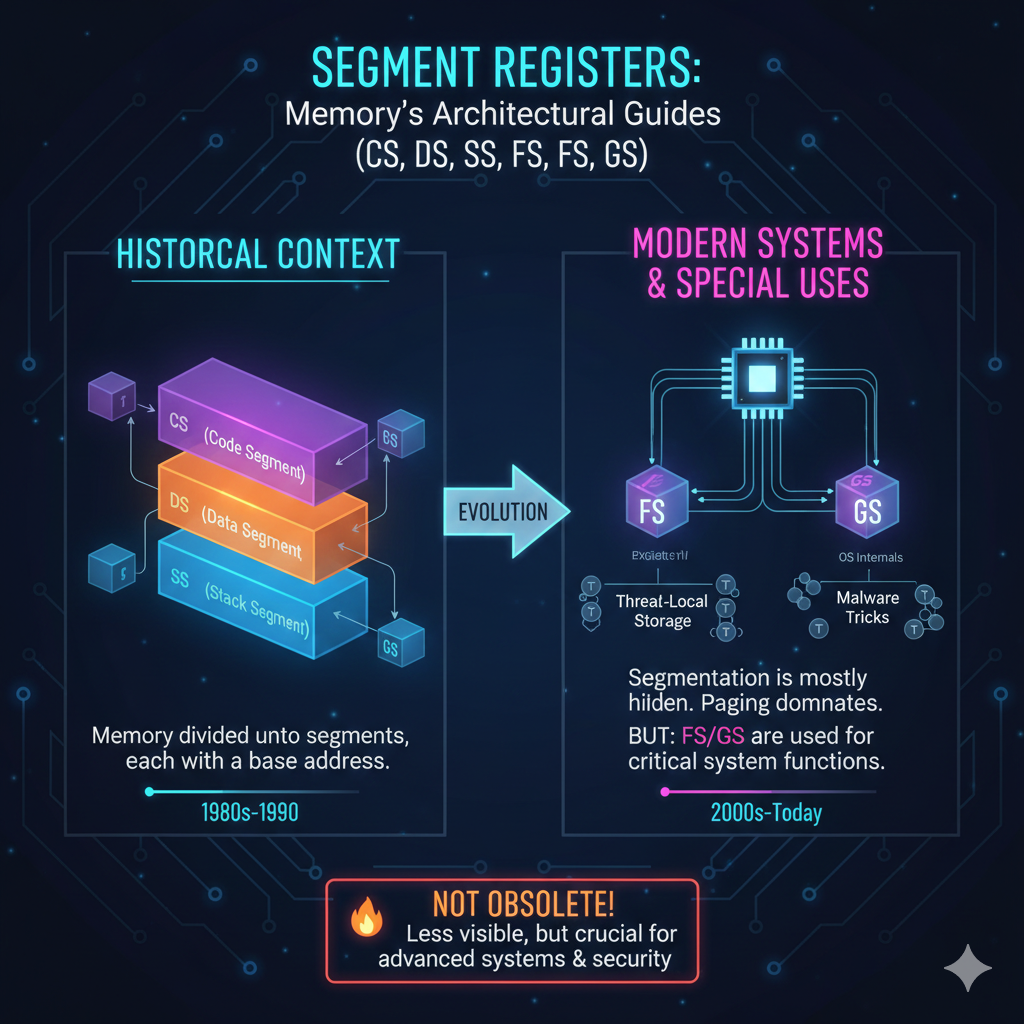 SEGMENT REGISTERS:
Memory's Architectural Guides
(CS, DS, SS, FS, FS, GS)
HISTORCAL CONTEXT
CS (Code Segment)
DS (Data Segment
SS (Stack Segment)
GS
1980s-1990
Memory divided unto segments,
each with a base address.
EVOLUTION
MODERN SYSTEMS
& SPECIAL USES
FS
GS
GS
OS Internals
Threat-Local
Storage
Malware
Tricks
T
T
T
T
T
T
T
T
Segmentation is mostly
hiIden. Paging domnates.
BUT: FS/GS are used for
critical system functions.
2000s-Today
NOT OBSOLETE!
Less visible, but crucial for
advanced systems & security